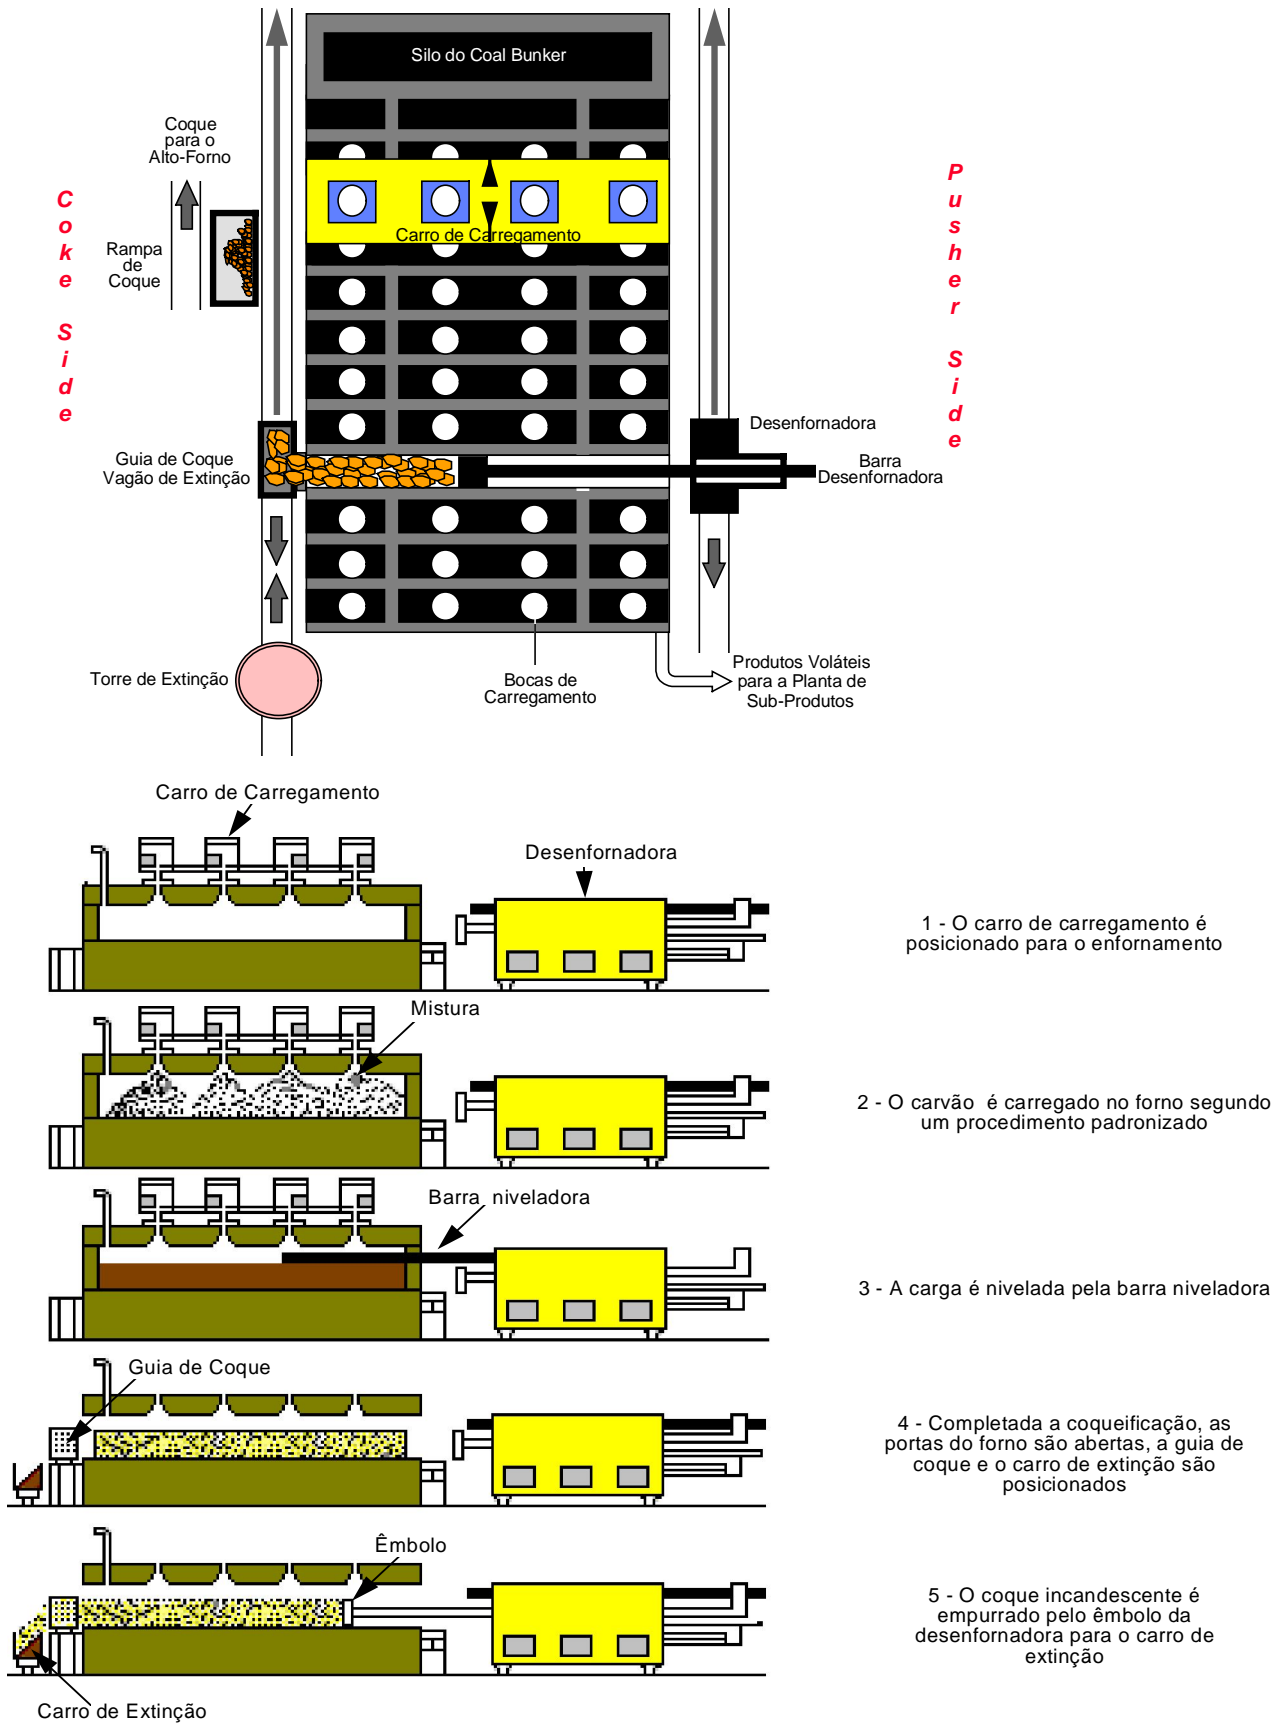 Silo do Coal Bunker
Coque
para o
Alto-Forno
Coke Side
Pusher Side
Carro de Carregamento
Rampa
de
Coque
Desenfornadora
Guia de Coque
Vagão de Extinção
Barra
Desenfornadora
Torre de Extinção
Bocas de
Carregamento
Produtos Voláteis
para a Planta de
Sub-Produtos
Carro de Carregamento
Desenfornadora
1 - O carro de carregamento é
posicionado para o enfornamento
Mistura
2 - O carvão é carregado no forno segundo
um procedimento padronizado
Barra niveladora
3 - A carga é nivelada pela barra niveladora
Guia de Coque
4 - Completada a coqueificação, as
portas do forno são abertas, a guia de
coque e o carro de extinção são
posicionados
Êmbolo
5 - O coque incandescente é
empurrado pelo êmbolo da
desenfornadora para o carro de
extinção
Carro de Extinção